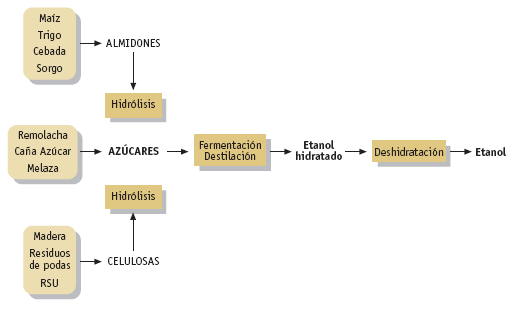 Maíz
Trigo
Cebada
Sorgo
ALMIDONES
Hidrólisis
Remolacha
Caña Azúcar
Melaza
AZÚCARES
Fermentación
Destilación
Etanol
hidratado
Deshidratación
Etanol
Hidrólisis
Madera
Residuos
de podas
RSU
CELULOSAS